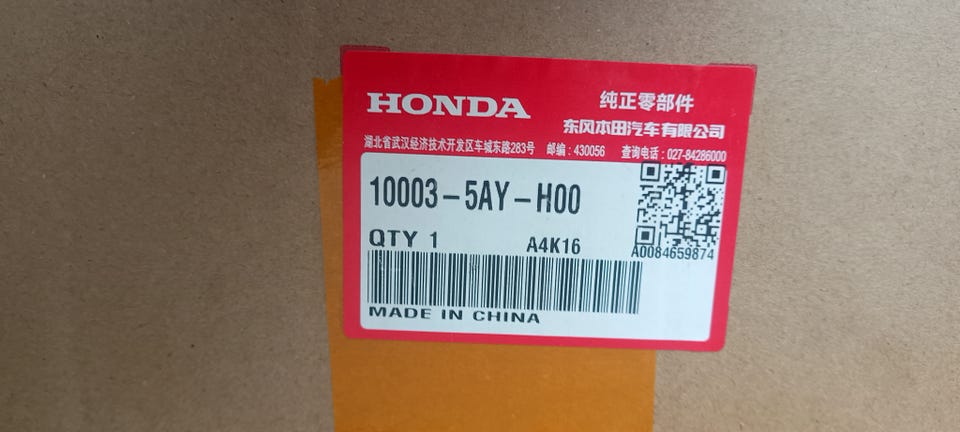 HONDA 纯正零部件
东风本田汽车有限公司
湖北省武汉经济技术开发区车城东路283号 邮编:430056 查询电话:027-84286000
10003-5AY-H00
QTY 1 A4K16 A0084659874
MADE IN CHINA